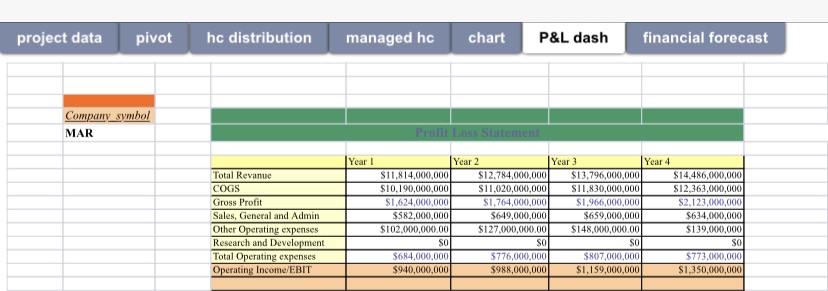 project data pivot hc distribution managed hc chart P&L dash financial forecast
Company symbol
MAR
Profit Loss Statement
Year 1 Year 2 Year 3 Year 4
Total Revanue $11,814,000,000 $12,784,000,000 $13,796,000,000 $14,486,000,000
COGS $10,190,000,000 $11,020,000,000 $11,830,000,000 $12,363,000,000
Gross Profit $1,624,000,000 $1,764,000,000 $1,966,000,000 $2,123,000,000
Sales, General and Admin $582,000,000 $649,000,000 $659,000,000 $634,000,000
Other Operating expenses $102,000,000.00 $127,000,000.00 $148,000,000.00 $139,000,000
Research and Development $0 $0 $0 $0
Total Operating expenses $684,000,000 $776,000,000 $807,000,000 $773,000,000
Operating Income/EBIT $940,000,000 $988,000,000 $1,159,000,000 $1,350,000,000